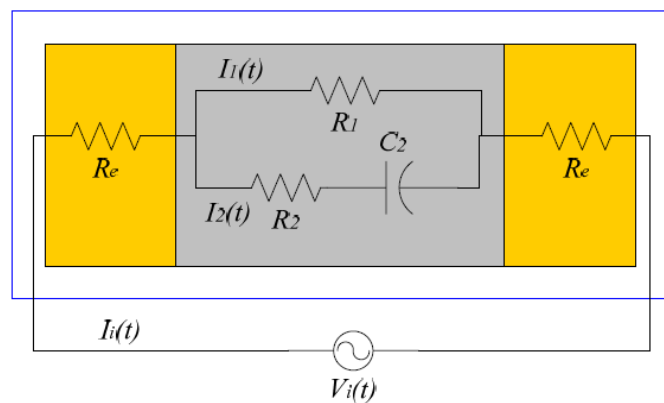 I1(t)
R1
C2
Re
Re
I2(t)
R2
Ii(t)
Vi(t)